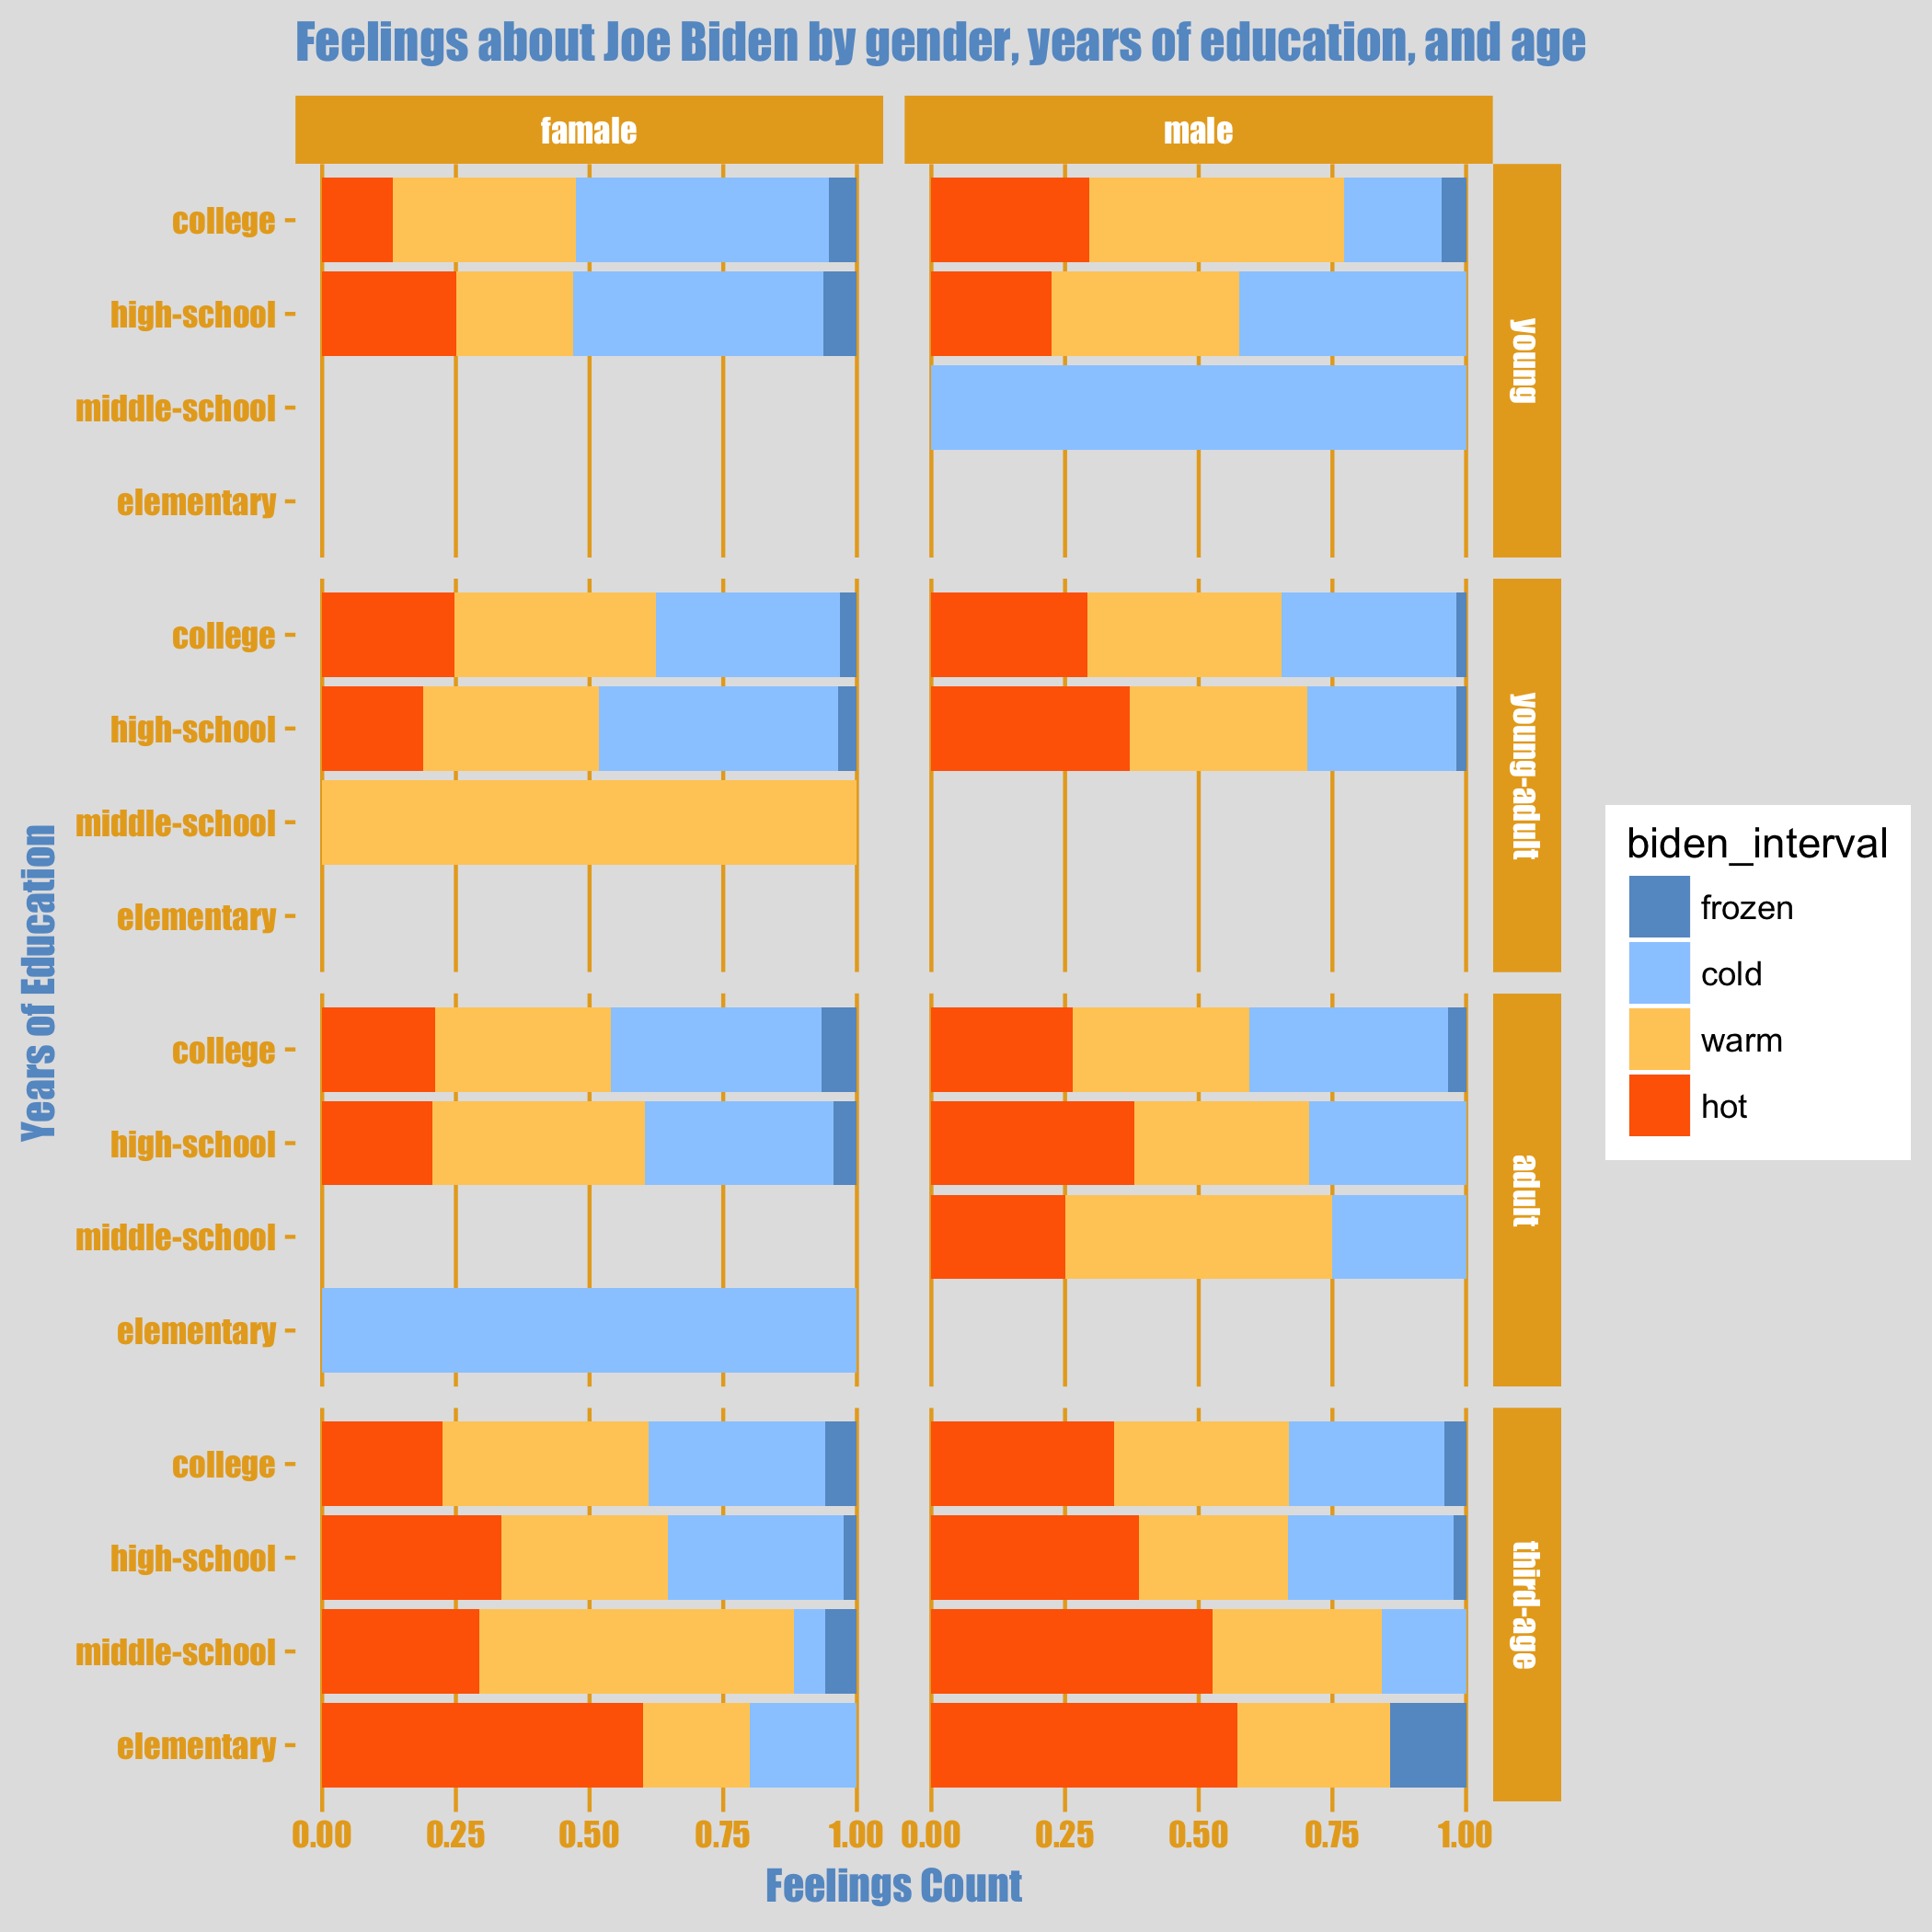 Feelings about Joe Biden by gender, years of education, and age
famale
male
college
high-school
middle-school
elementary
young
college
high-school
middle-school
elementary
young-adult
college
high-school
middle-school
elementary
adult
college
high-school
middle-school
elementary
third-age
0.00 0.25 0.50 0.75 1.00 0.00 0.25 0.50 0.75 1.00
Feelings Count
Years of Education
biden_interval
frozen
cold
warm
hot